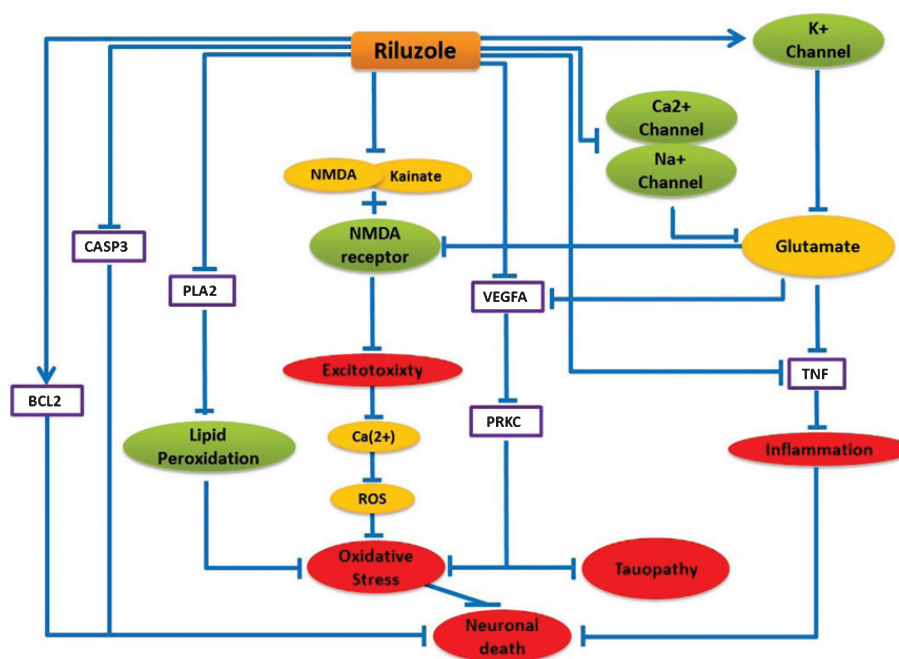 Riluzole
K+
Channel
Ca2+
Channel
Na+
Channel
NMDA
Kainate
NMDA
receptor
Glutamate
CASP3
PLA2
VEGFA
Excitotoxixty
TNF
BCL2
PRKC
Lipid
Peroxidation
Ca(2+)
Inflammation
ROS
Oxidative
Stress
Tauopathy
Neuronal
death